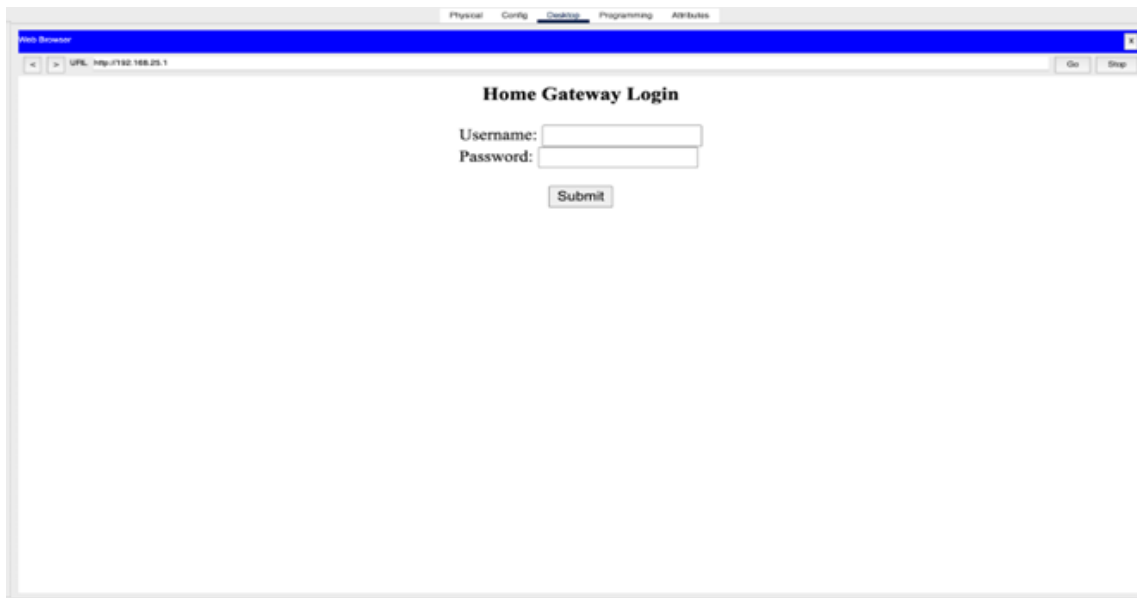 Physical Config Desktop Programming Attributes
Web Browser x
< > URL http://192.168.25.1 Go Stop
Home Gateway Login
Username:
Password:
Submit